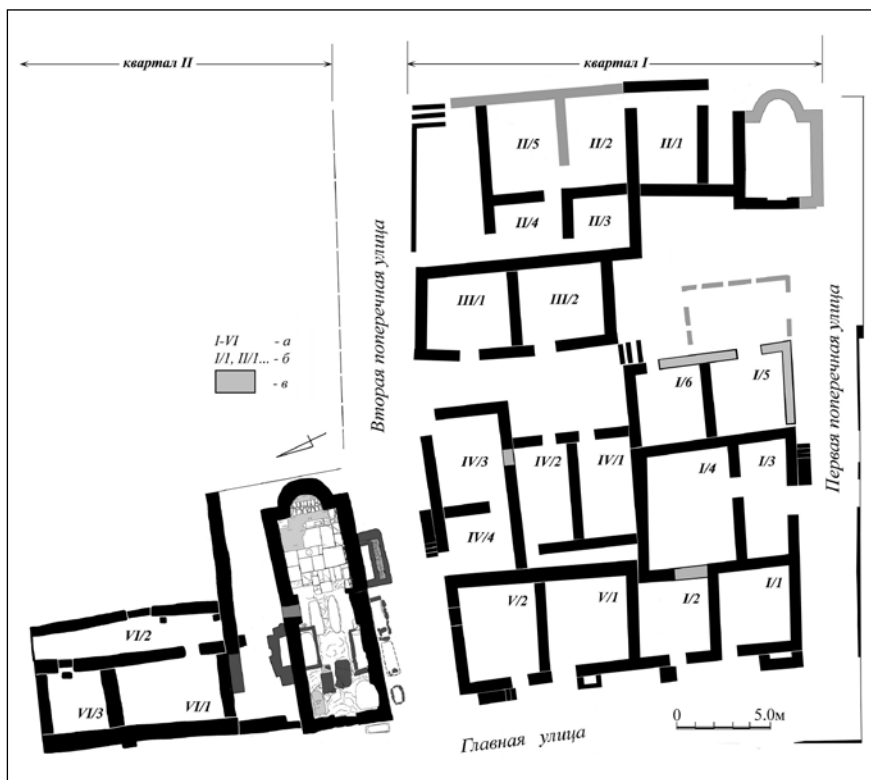 квартал II
квартал I
II/5
II/2
II/1
II/4
II/3
Вторая поперечная улица
III/1
III/2
Первая поперечная улица
I-VI - а
I/1, II/1... - б
- в
I/6
I/5
IV/3
IV/2
IV/1
I/4
I/3
IV/4
V/2
V/1
I/2
I/1
VI/2
VI/3
VI/1
Главная улица
0 5.0м